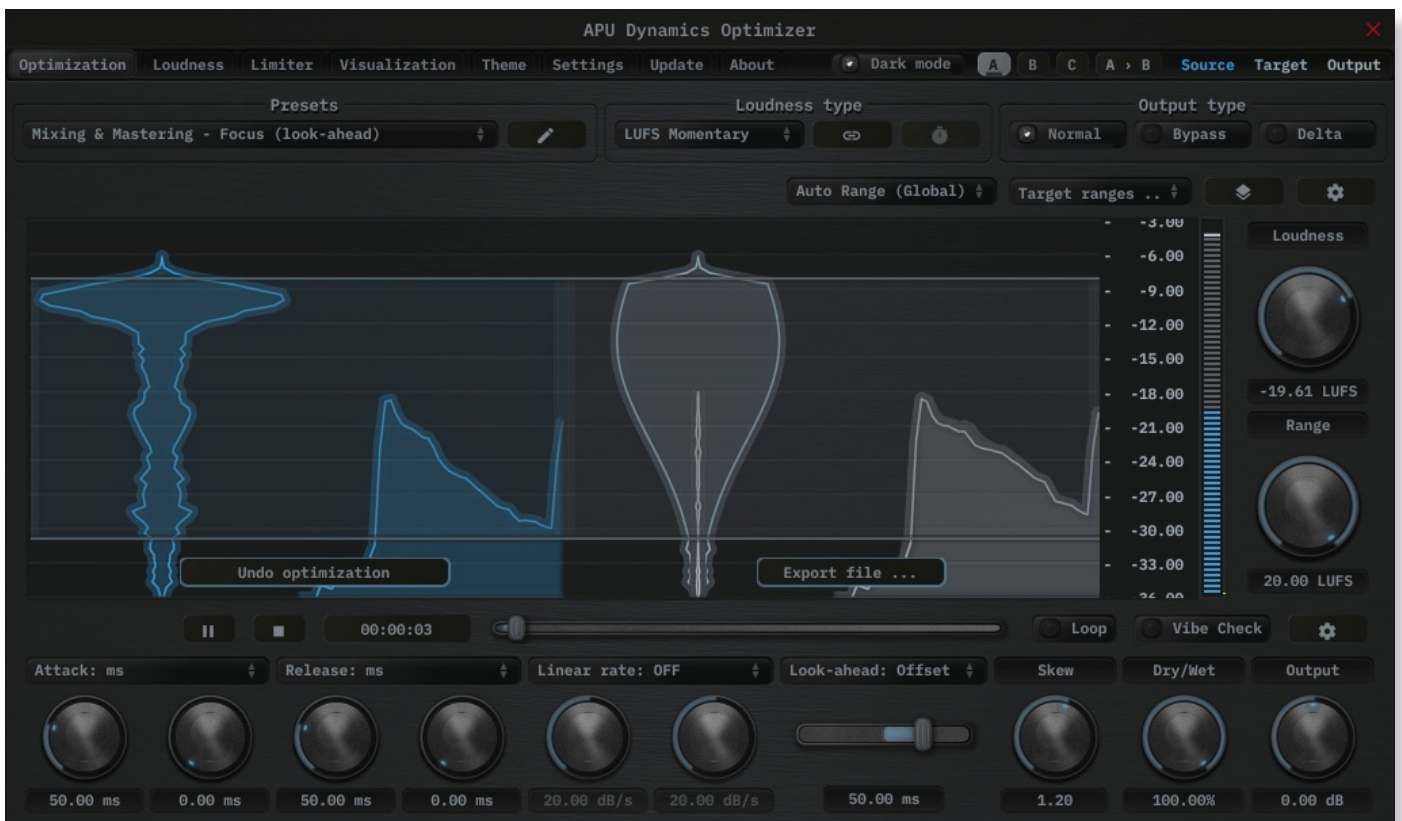 APU Dynamics Optimizer
Optimization Loudness Limiter Visualization Theme Settings Update About Dark mode A B C A › B Source Target Output
Presets Loudness type Output type
Mixing & Mastering - Focus (look-ahead) LUFS Momentary Normal Bypass Delta
Auto Range (Global) Target ranges ..
- -3.00
Loudness
- -6.00
- -9.00
- -12.00
- -15.00
- -18.00
-19.61 LUFS
- -21.00
Range
- -24.00
- -27.00
- -30.00
- -33.00
Undo optimization Export file ...
20.00 LUFS
-36.00
00:00:03 Loop Vibe Check
Attack: ms Release: ms Linear rate: OFF Look-ahead: Offset Skew Dry/Wet Output
50.00 ms 0.00 ms 50.00 ms 0.00 ms 20.00 dB/s 20.00 dB/s 50.00 ms 1.20 100.00% 0.00 dB